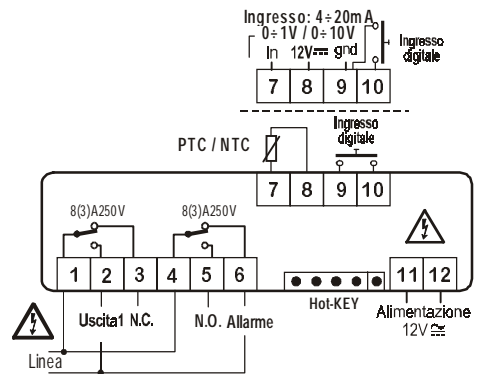 Ingresso: 4÷20mA
0÷1V / 0÷10V
In 12V⎓ gnd
Ingresso
digitale
7 8 9 10
Ingresso
digitale
PTC / NTC
7 8 9 10
8(3)A250V 8(3)A250V
1 2 3 4 5 6 11 12
Hot-KEY
Uscita1 N.C. N.O. Allarme
Alimentazione
12V
Linea